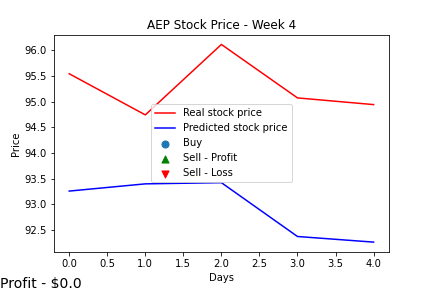 AEP Stock Price - Week 4
96.0
95.5
95.0
94.5
94.0
93.5
93.0
92.5
Price
Real stock price
Predicted stock price
Buy
Sell - Profit
Sell - Loss
0.0 0.5 1.0 1.5 2.0 2.5 3.0 3.5 4.0
Days
Profit - $0.0